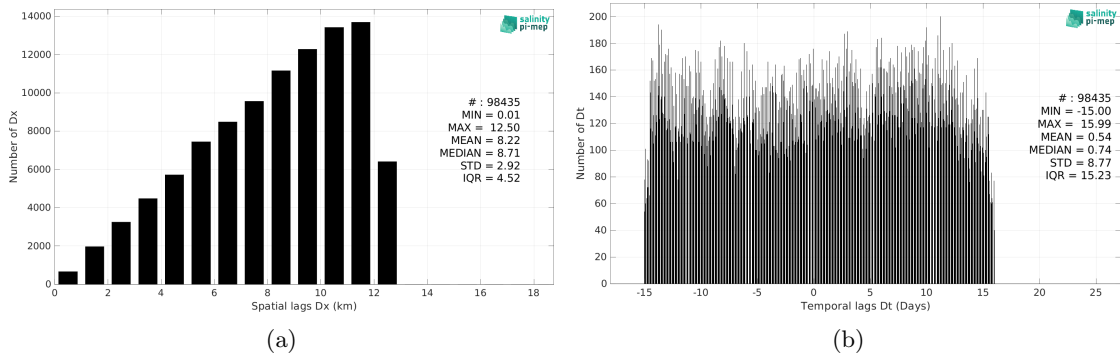 14000
12000
10000
8000
6000
4000
2000
0
Number of Dx
0 2 4 6 8 10 12 14 16 18
Spatial lags Dx (km)
salinity
pi-mep
# : 98435
MIN = 0.01
MAX = 12.50
MEAN = 8.22
MEDIAN = 8.71
STD = 2.92
IQR = 4.52
(a)
200
180
160
140
120
100
80
60
40
20
0
Number of Dt
-15 -10 -5 0 5 10 15 20 25
Temporal lags Dt (Days)
salinity
pi-mep
# : 98435
MIN = -15.00
MAX = 15.99
MEAN = 0.54
MEDIAN = 0.74
STD = 8.77
IQR = 15.23
(b)